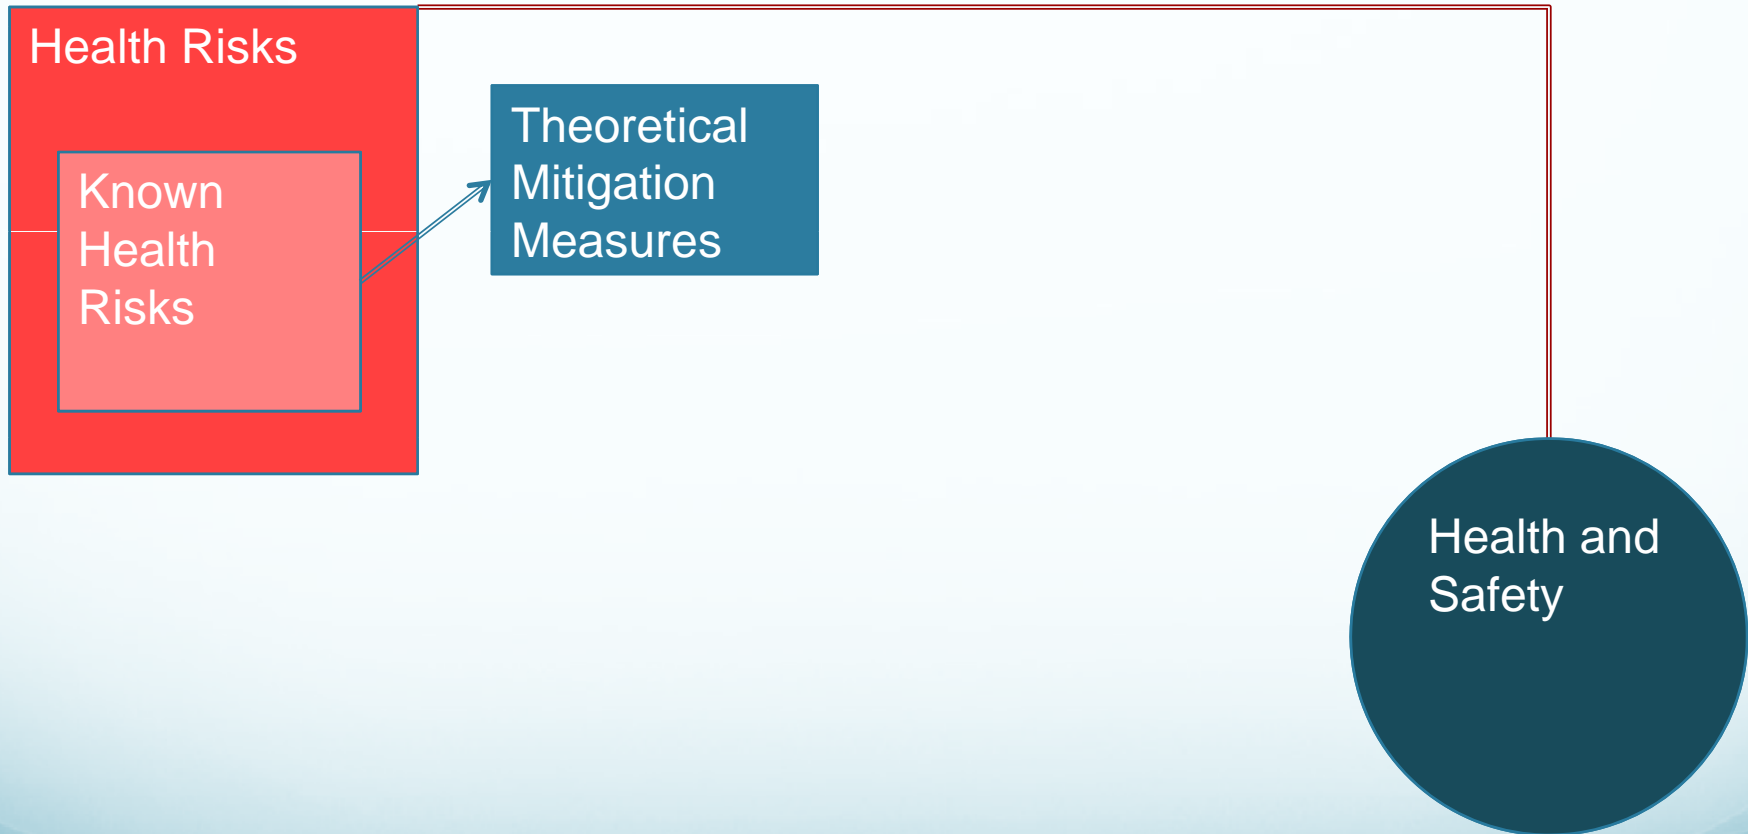 Health Risks
Known
Health
Risks
Theoretical
Mitigation
Measures
Health and
Safety